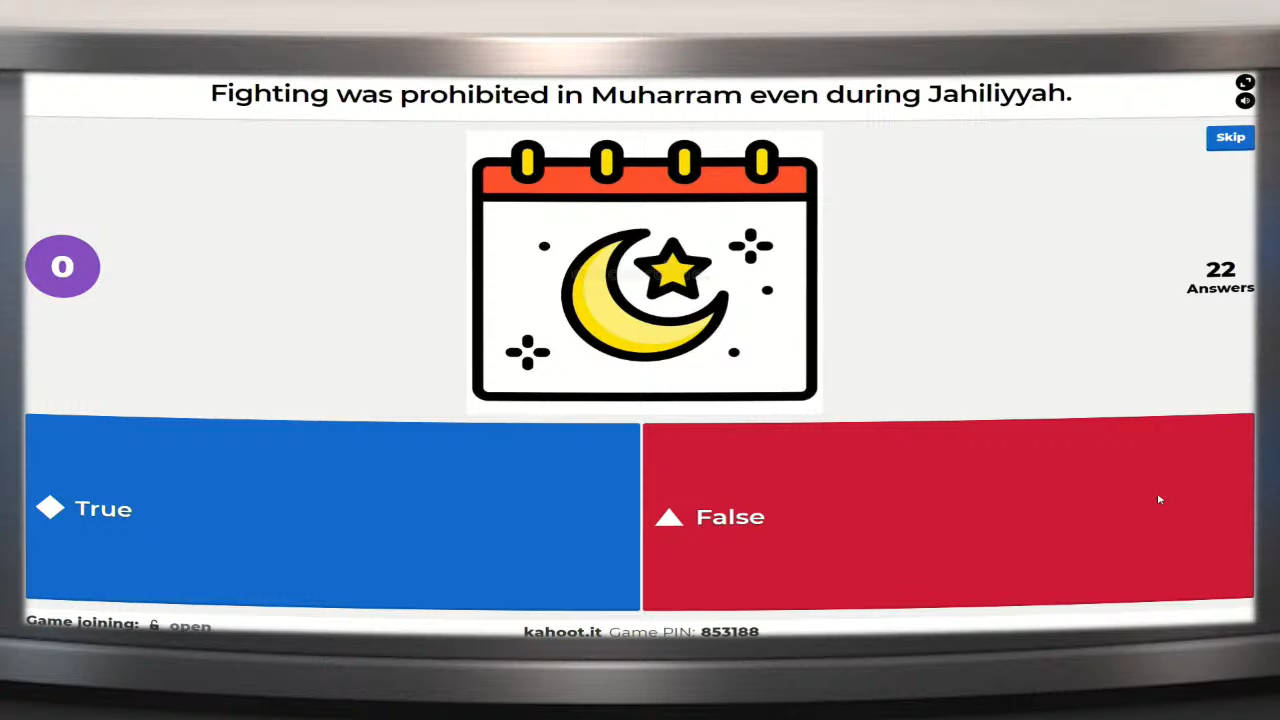 Fighting was prohibited in Muharram even during Jahiliyyah.
Skip
0
22
Answers
True
False
Game joining: open
kahoot.it Game PIN: 853188